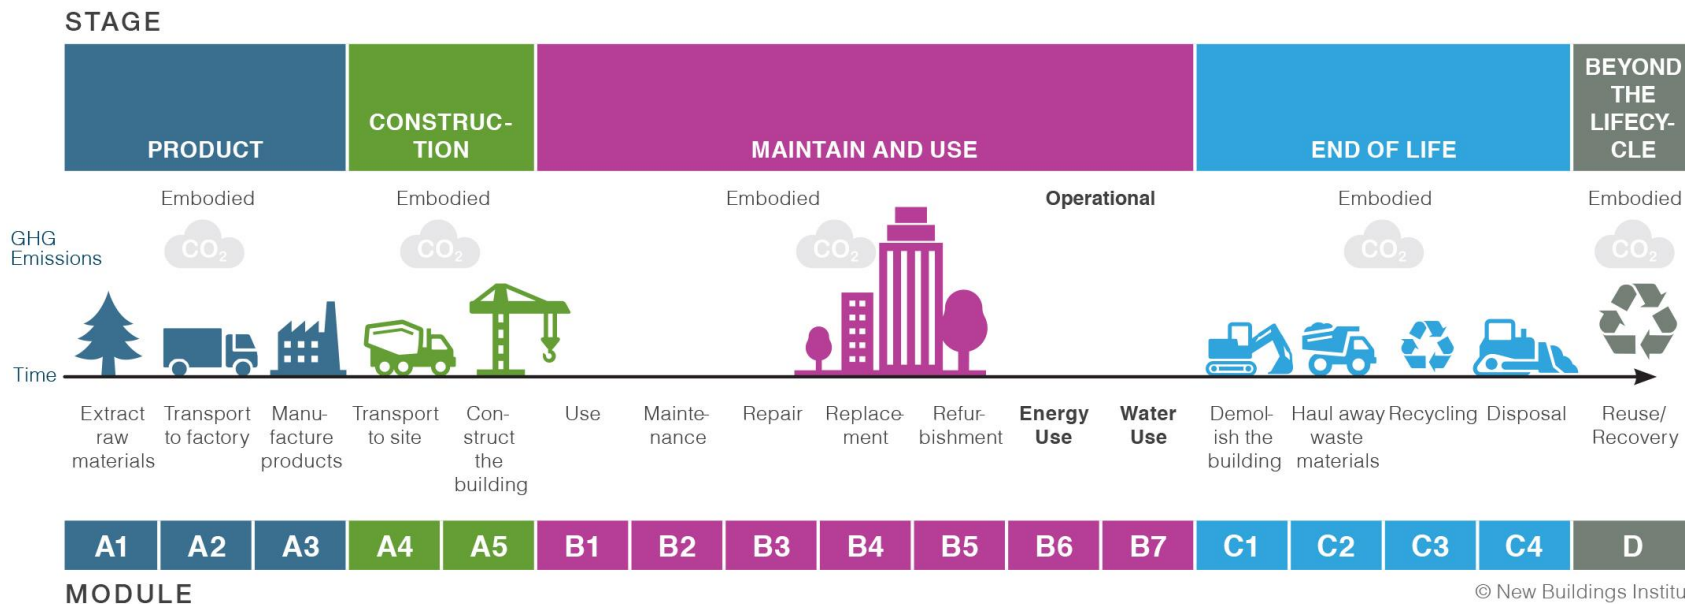 STAGE
PRODUCT
CONSTRUC-
TION
MAINTAIN AND USE
END OF LIFE
BEYOND
THE
LIFECY-
CLE
Embodied
Embodied
Embodied
Operational
Embodied
Embodied
GHG
Emissions
CO2
CO2
CO2
CO2
CO2
Time
Extract
raw
materials
Transport
to factory
Manu-
facture
products
Transport
to site
Con-
struct
the
building
Use
Mainte-
nance
Repair
Replace-
ment
Refur-
bishment
Energy
Use
Water
Use
Demol-
ish the
building
Haul away
waste
materials
Recycling
Disposal
Reuse/
Recovery
A1 A2 A3 A4 A5 B1 B2 B3 B4 B5 B6 B7 C1 C2 C3 C4 D
MODULE
© New Buildings Institu